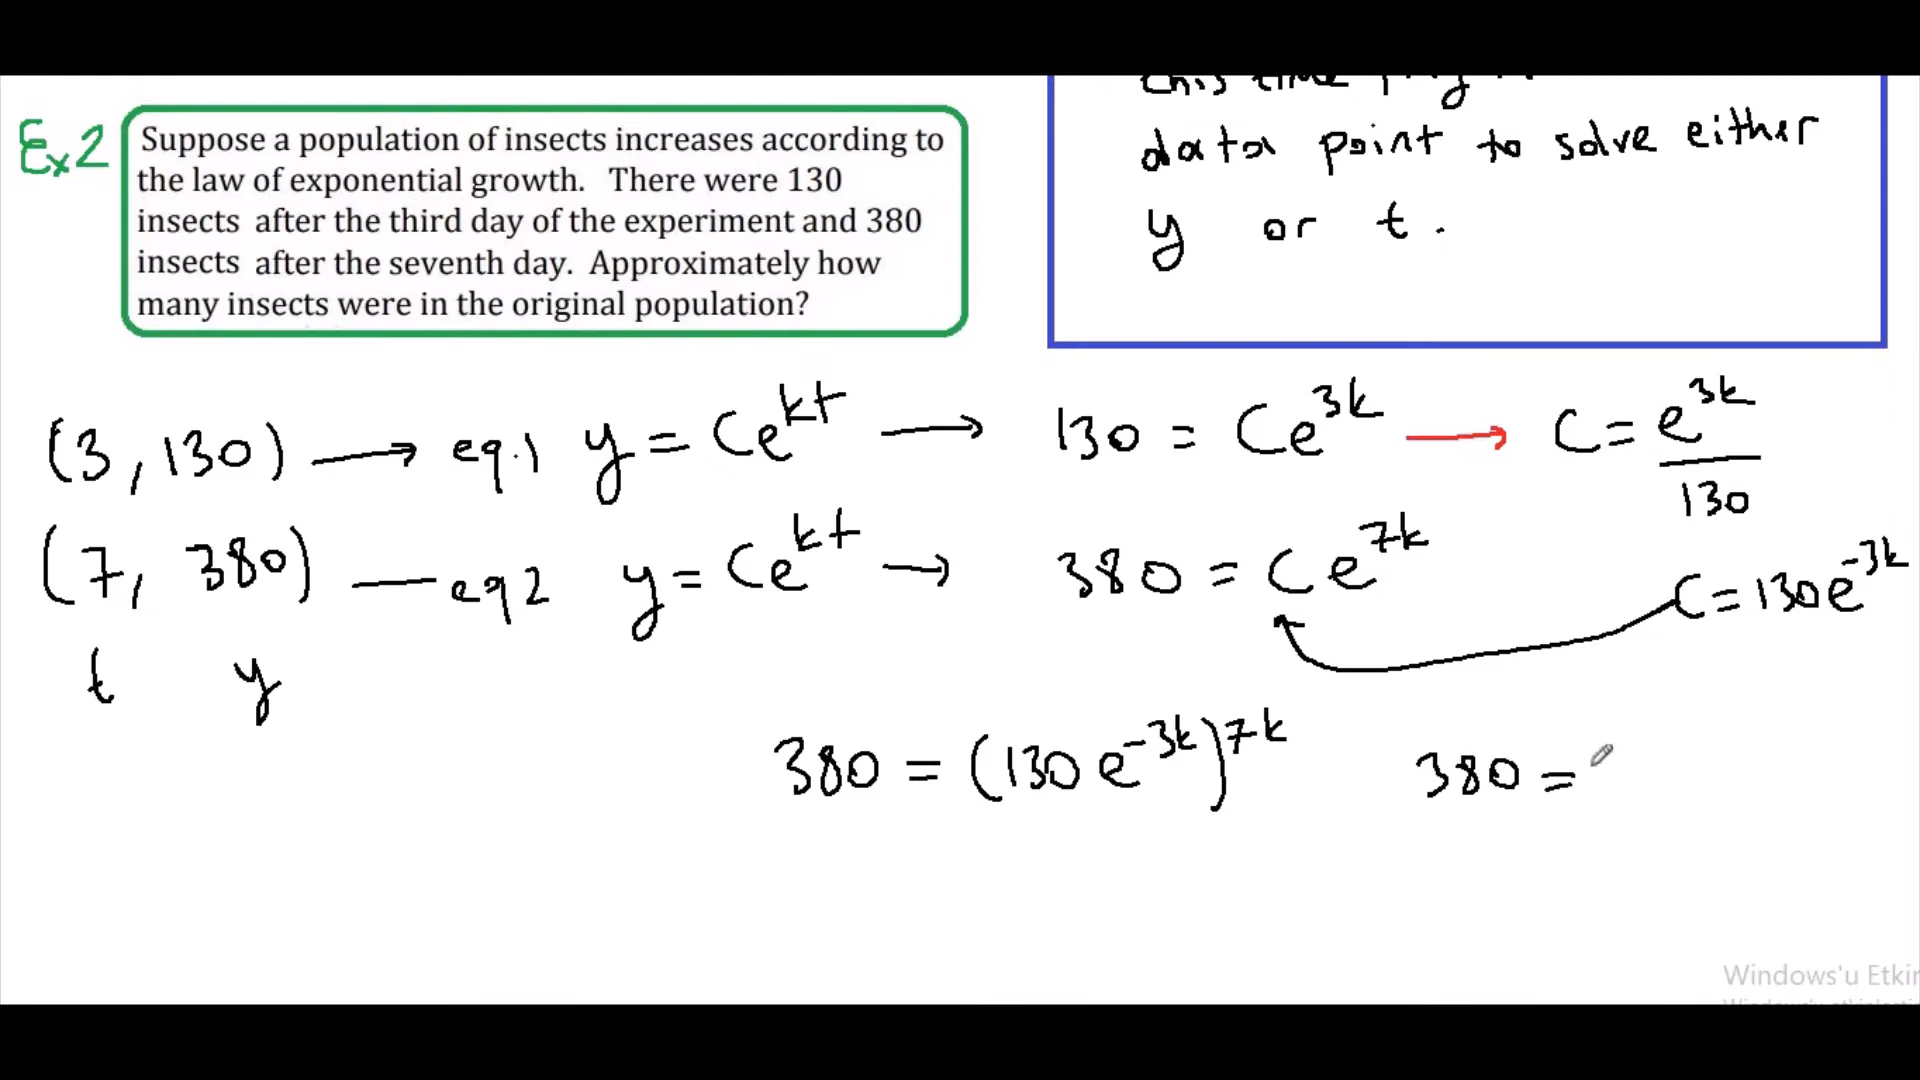 data point to solve either
y or t.
Ex2
Suppose a population of insects increases according to
the law of exponential growth. There were 130
insects after the third day of the experiment and 380
insects after the seventh day. Approximately how
many insects were in the original population?
(3, 130) → eq.1 y = Ce^{kt} → 130 = Ce^{3k} → C = e^{3k}/130
(7, 380) — eq2 y = Ce^{kt} → 380 = Ce^{7k}
C = 130e^{-3k}
t y
380 = (130 e^{-3k})^{7k} 380 =
Windows'u Etkin